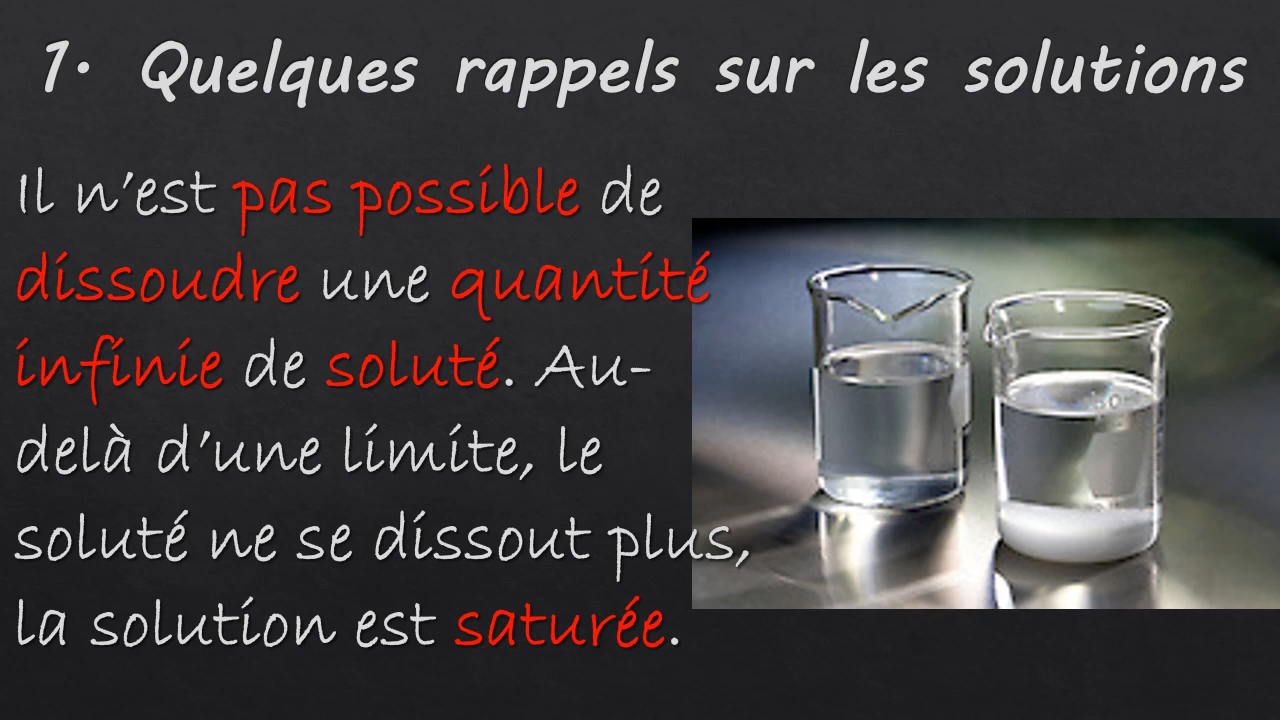 1. Quelques rappels sur les solutions
Il n’est pas possible de
dissoudre une quantité
infinie de soluté. Au-
delà d’une limite, le
soluté ne se dissout plus,
la solution est saturée.